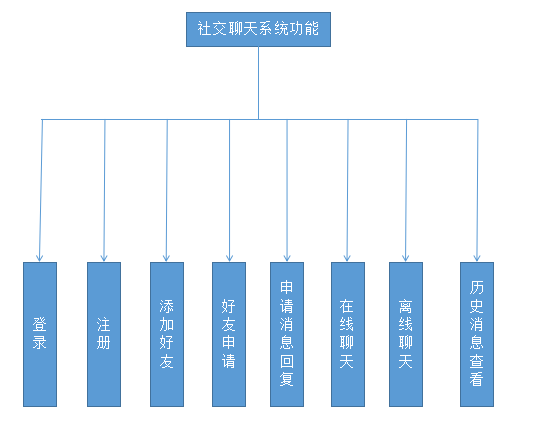 社交聊天系统功能
登录
注册
添加好友
好友申请
申请消息回复
在线聊天
离线聊天
历史消息查看